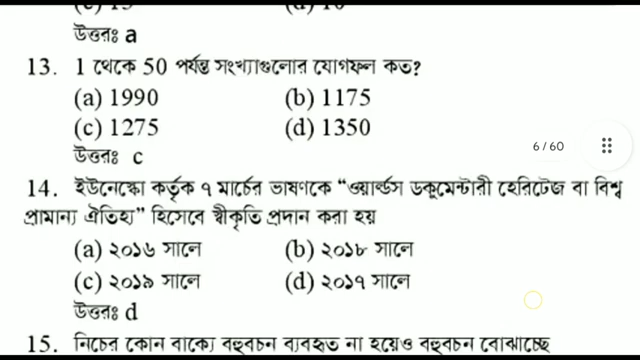 উত্তরঃ a
13. 1 থেকে 50 পর্যন্ত সংখ্যাগুলোর যোগফল কত?
(a) 1990 (b) 1175
(c) 1275 (d) 1350
উত্তরঃ c
6 / 60
14. ইউনেস্কো কর্তৃক ৭ মার্চের ভাষণকে “ওয়ার্ল্ডস ডকুমেন্টারী হেরিটেজ বা বিশ্ব
প্রামান্য ঐতিহ্য” হিসেবে স্বীকৃতি প্রদান করা হয়
(a) ২০১৬ সালে (b) ২০১৮ সালে
(c) ২০১৯ সালে (d) ২০১৭ সালে
উত্তরঃ d
15. নিচের কোন বাক্যে বহুবচন ব্যবহৃত না হয়েও বহুবচন বোঝাচ্ছে